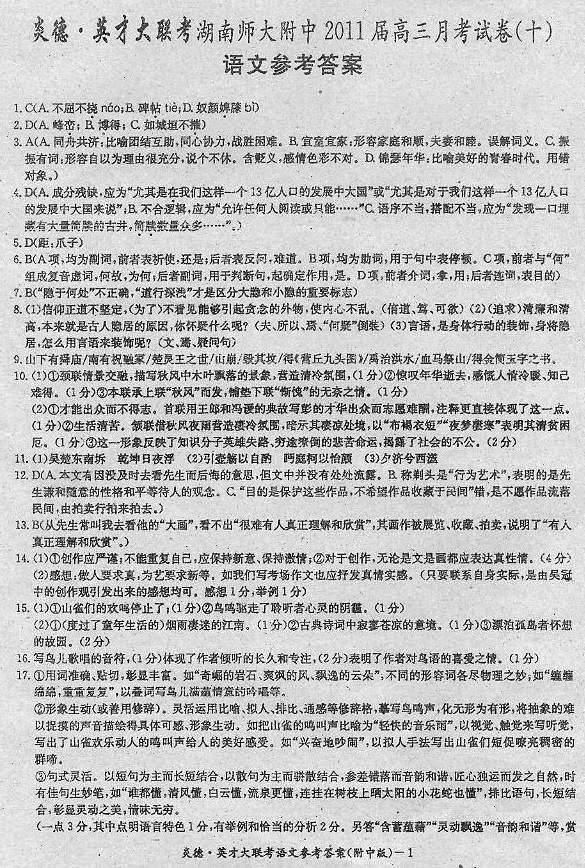 炎德·英才大联考湖南师大附中2011届高三月考试卷(十)
语文参考答案
1. C(A. 不屈不挠 náo;B. 碑帖 tiè;D. 奴颜婢膝 bì)
2. D(A. 峰峦; B. 博得; C. 如城垣不摧)
3. A(A. 同舟共济:比喻团结互助,同心协力,战胜困难。B. 宜室宜家:形容家庭和顺,夫妻和睦。误解词义。C. 振
振有词:形容自以为理由很充分,说个不休。含贬义,感情色彩不对。D. 锦瑟年华:比喻美好的青春时代。用错
对象。)
4. D(A. 成分残缺,应为“尤其是在我们这样一个13亿人口的发展中大国”或“尤其是对于我们这样一个13亿人口
的发展中大国来说”;B. 不合逻辑,应为“允许任何人阅读或只能……”C. 语序不当,搭配不当,应为“发现一口埋
藏有大量简牍的古井,简牍数量众多……”。)
5. D(距:爪子)
6. B(A项,均为副词,前者表祈使,还是;后者表反问,难道。B项,均为助词,用于句中表停顿。C项,前者与“何”
组成复音虚词,何故,为何;后者副词,用于判断句,起确定作用,是。D项,前者介词,拿,用;后者连词,表目的)
7. B(“隐于何处”不正确,“道行深浅”才是区分大隐和小隐的重要标志)
8. (1)信仰正道不坚定,(为了)不看见能够引起贪念的外物,使内心不乱。(信道、笃、可欲) (2)(追求)清廉和清
高,本来就是古人隐居的原因,你怀疑什么呢?(夫、所以、焉、“何疑”倒装) (3)言语,是身体行动的装饰,身将隐
居,怎么用言语来装饰呢?(文、焉、疑问句)
9. 山下有舜庙/南有祝融冢/楚灵王之世/山崩/毁其坟/得《营丘九头图》/禹治洪水/血马祭山/得金简玉字之书。
10. (1)①颈联情景交融,描写秋风中木叶飘落的景象,营造清冷氛围,(1分)②惊叹年华逝去,感慨人情冷暖、知己
难得。(1分)③本联承上联“秋风”而发,铺垫下联“惭愧”的无奈之情。(1分)
(2)①才能出众而不得志。首联用王郎和冯谖的典故写彭的才华出众而志愿难酬,注释更直接体现了这一点。
(1分)②生活清苦。颔联借秋风夜雨营造凄冷氛围,暗示其凄凉处境,以“布褐衣短”“夜梦寒漆”表明其清贫困
厄。(1分)③这一形象反映了知识分子英雄失路、穷途潦倒的悲苦命运,揭露了社会的不公。(2分)
11. (1)吴楚东南坼 乾坤日夜浮 (2)引壶觞以自酌 眄庭柯以怡颜 (3)夕济兮西澨
12. D(A. 本文有因没及时去看先生而后悔的意思,但文中并没有处处流露。B. 称剃头是“行为艺术”,表明的是先
生谦和随意的性格和平等待人的观念。C. “目的是保护这些作品,不希望作品收藏于民间”错,是不愿作品流落
民间,由拍卖行拍来拍去。)
13. B(从先生常叫我去看他的“大画”,看不出“很难有人真正理解和欣赏”,其画作被展览、收藏、拍卖,说明了“有人
真正理解和欣赏”。)
14. (1)①创作应严谨;不能重复自己,应保持新意、保持激情;②对于创作,无论是文是画都应表达真性情。(4分)
(2)感想:做人要求真,为艺要求新等,如我们写考场作文也应抒发真情实感。(只要联系自身实际,是由吴冠
中的创作观引发出来的感想均可。感想1分,举例1分)
15. (1)①山雀们的欢鸣停止了;(1分)②鸟鸣驱走了聆听者心灵的阴霾。(1分)
(2)①(度过了童年生活的)烟雨凄迷的江南。(1分)②古典诗词中寂寥苍凉的意境。(1分)③漂泊孤岛者怀想
的故园。(2分)
16. 写鸟儿歌唱的音符,(1分)体现了作者倾听的长久和专注,(2分)表明了作者对鸟语的喜爱之情。(1分)
17. ①用词准确、贴切,彰显丰富。如“奇崛的岩石、爽飒的风、飘逸的云朵”,不同的形容词各尽物理之妙;如“缠缠
绵绵,重重复复”,以叠词写鸟儿满蕴情意的吟唱等。
②形象生动(或善用修辞)。灵活运用比喻、拟人、排比、通感等修辞格,摹写鸟鸣声,化无形为有形,将抽象的难
以捉摸的声音描绘得具体可感、形象生动。如把山雀的鸣叫声比喻为“轻快的音乐雨”,以视觉、触觉来写听觉,
写出了山雀欢乐动人的鸣叫声给人的美好感受。如“兴奋地吵闹”,以拟人手法写出山雀们短促嘹亮稠密的
群啼。
③句式灵活。以短句为主而长短结合,以散句为主而骈散结合,参差错落而音韵和谐,匠心独运而发之自然,时
有佳句生妙笔,如“谁都懂,清风懂,白云懂,流泉更懂,连挂在树枝上晒太阳的小花蛇也懂”,排比语句,长短结
合,彰显灵动之美,情味无穷。
(一点3分,其中点明语言特色1分,有举例和恰当的分析2分。另答“含蓄蕴藉”“灵动飘逸”“音韵和谐”等,赏
炎德·英才大联考语文参考答案(附中版)—1